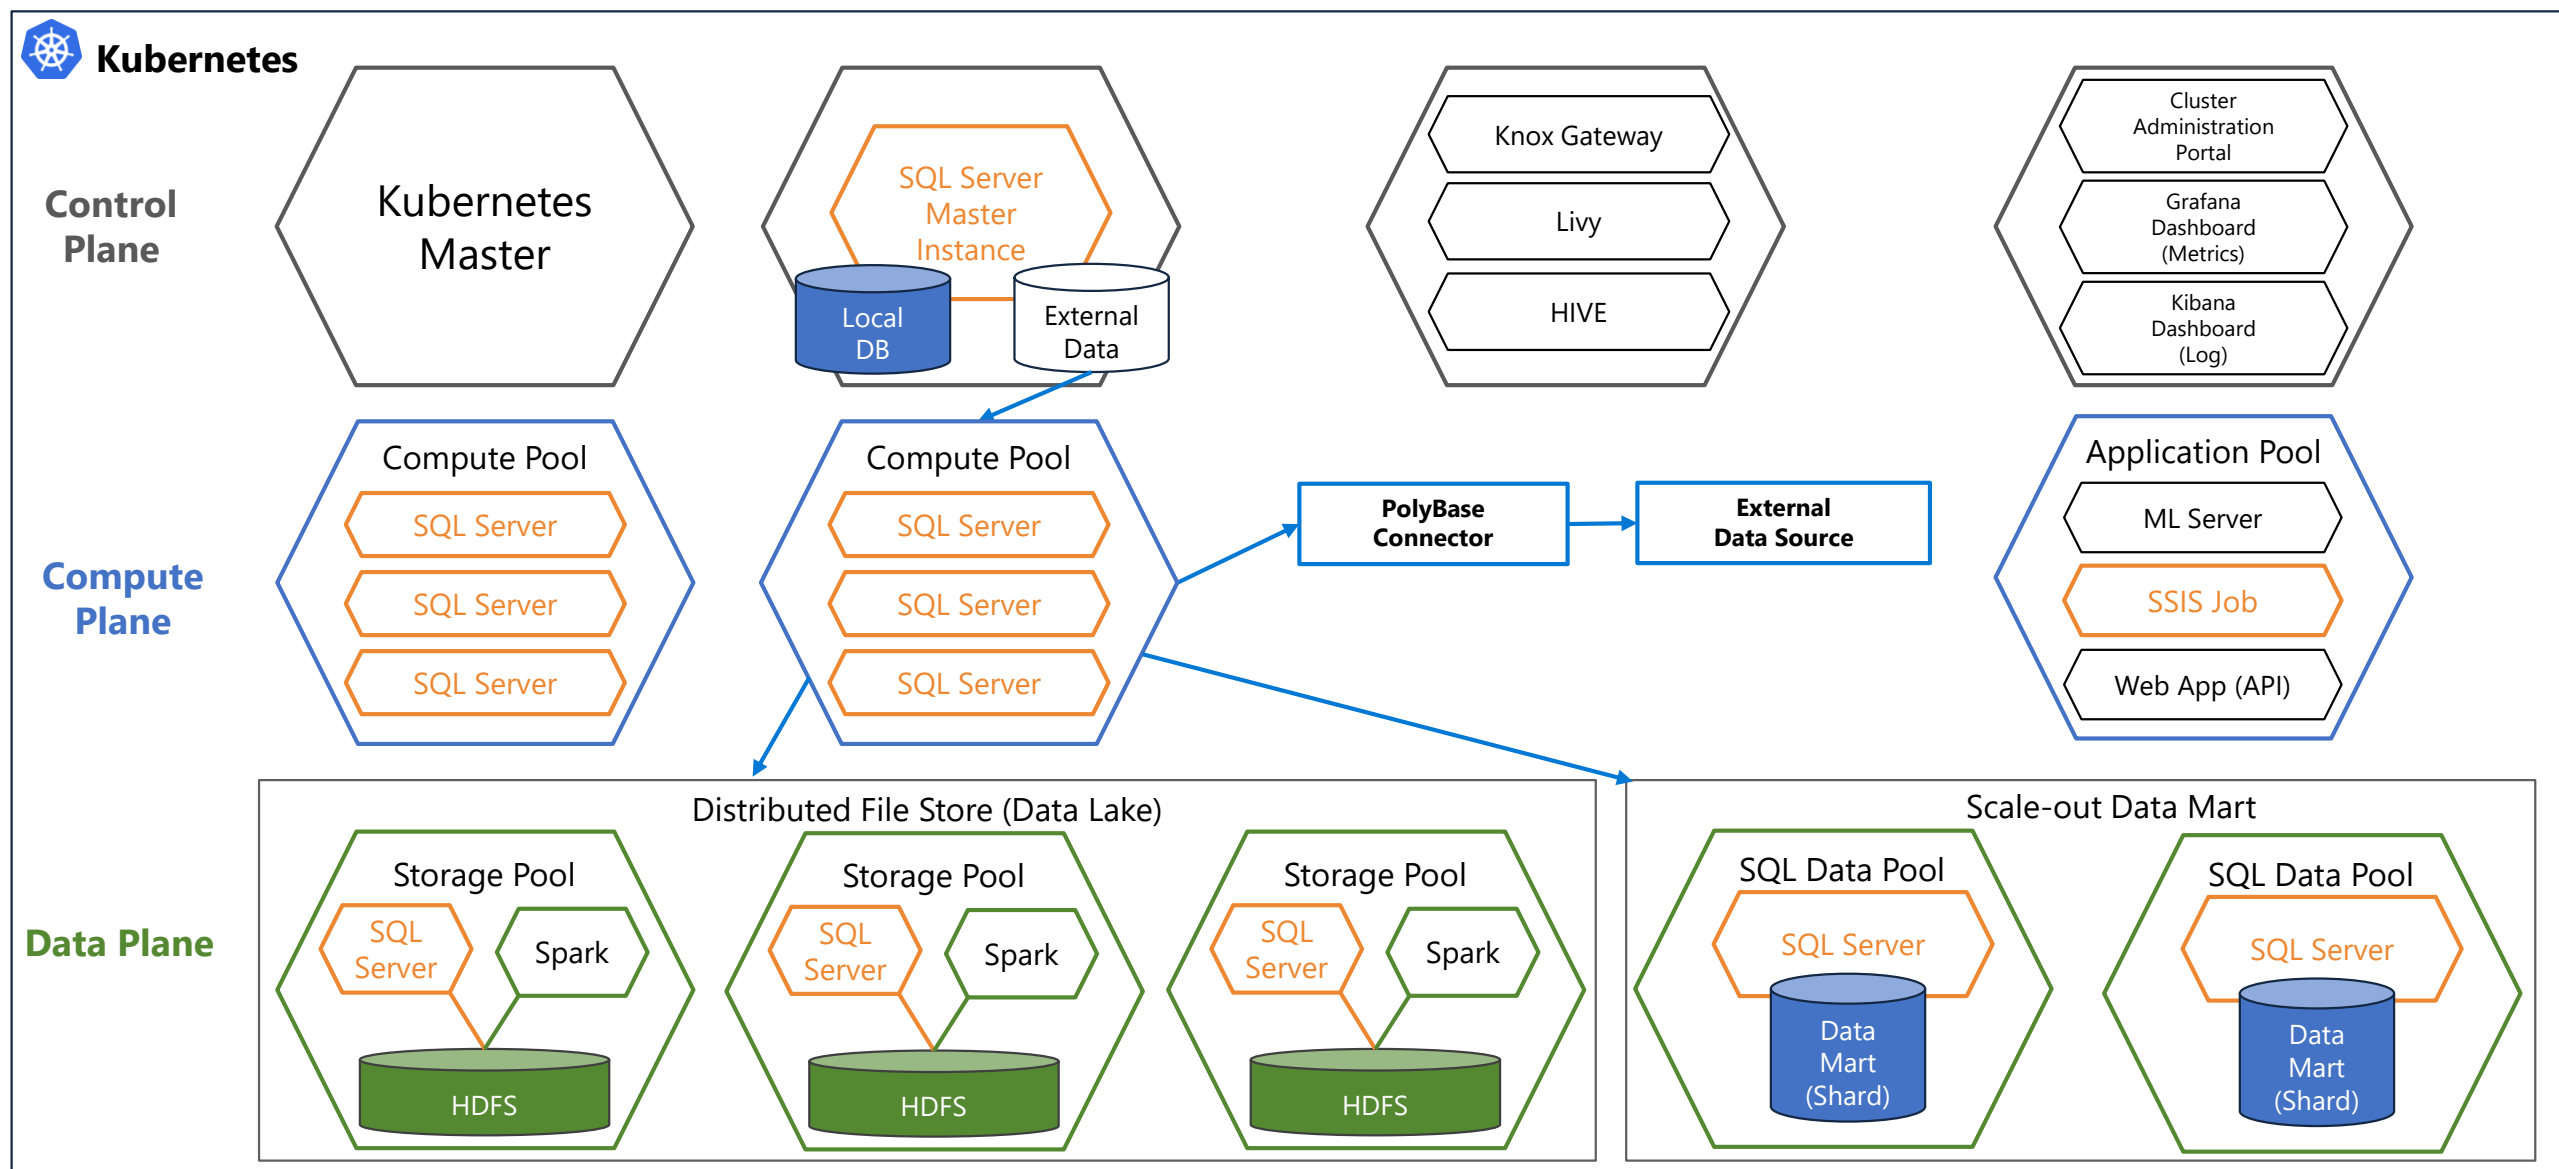 Kubernetes
Control
Plane
Kubernetes
Master
SQL Server
Master
Instance
Local
DB
External
Data
Knox Gateway
Livy
HIVE
Cluster
Administration
Portal
Grafana
Dashboard
(Metrics)
Kibana
Dashboard
(Log)
Compute
Plane
Compute Pool
SQL Server
SQL Server
SQL Server
Compute Pool
SQL Server
SQL Server
SQL Server
PolyBase
Connector
External
Data Source
Application Pool
ML Server
SSIS Job
Web App (API)
Data Plane
Distributed File Store (Data Lake)
Storage Pool
SQL
Server
Spark
HDFS
Storage Pool
SQL
Server
Spark
HDFS
Storage Pool
SQL
Server
Spark
HDFS
Scale-out Data Mart
SQL Data Pool
SQL Server
Data
Mart
(Shard)
SQL Data Pool
SQL Server
Data
Mart
(Shard)